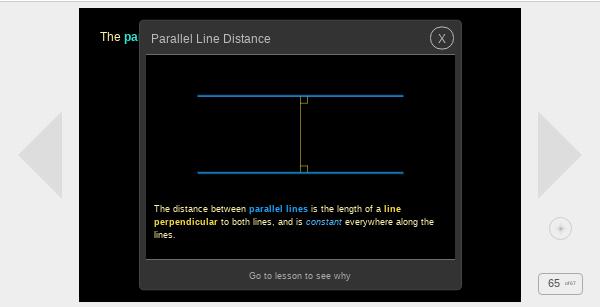 The pa
Parallel Line Distance
X
The distance between parallel lines is the length of a line
perpendicular to both lines, and is constant everywhere along the
lines.
Go to lesson to see why
65 of 67